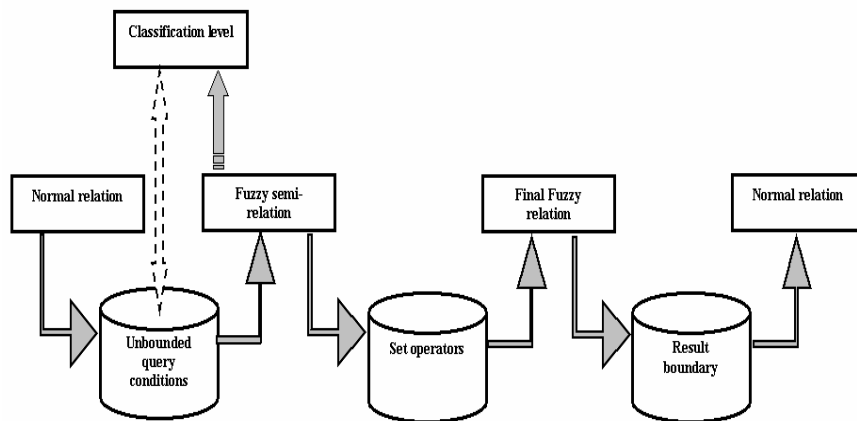 Classification level
Normal relation
Fuzzy semi-
relation
Final Fuzzy
relation
Normal relation
Unbounded
query
conditions
Set operators
Result
boundary